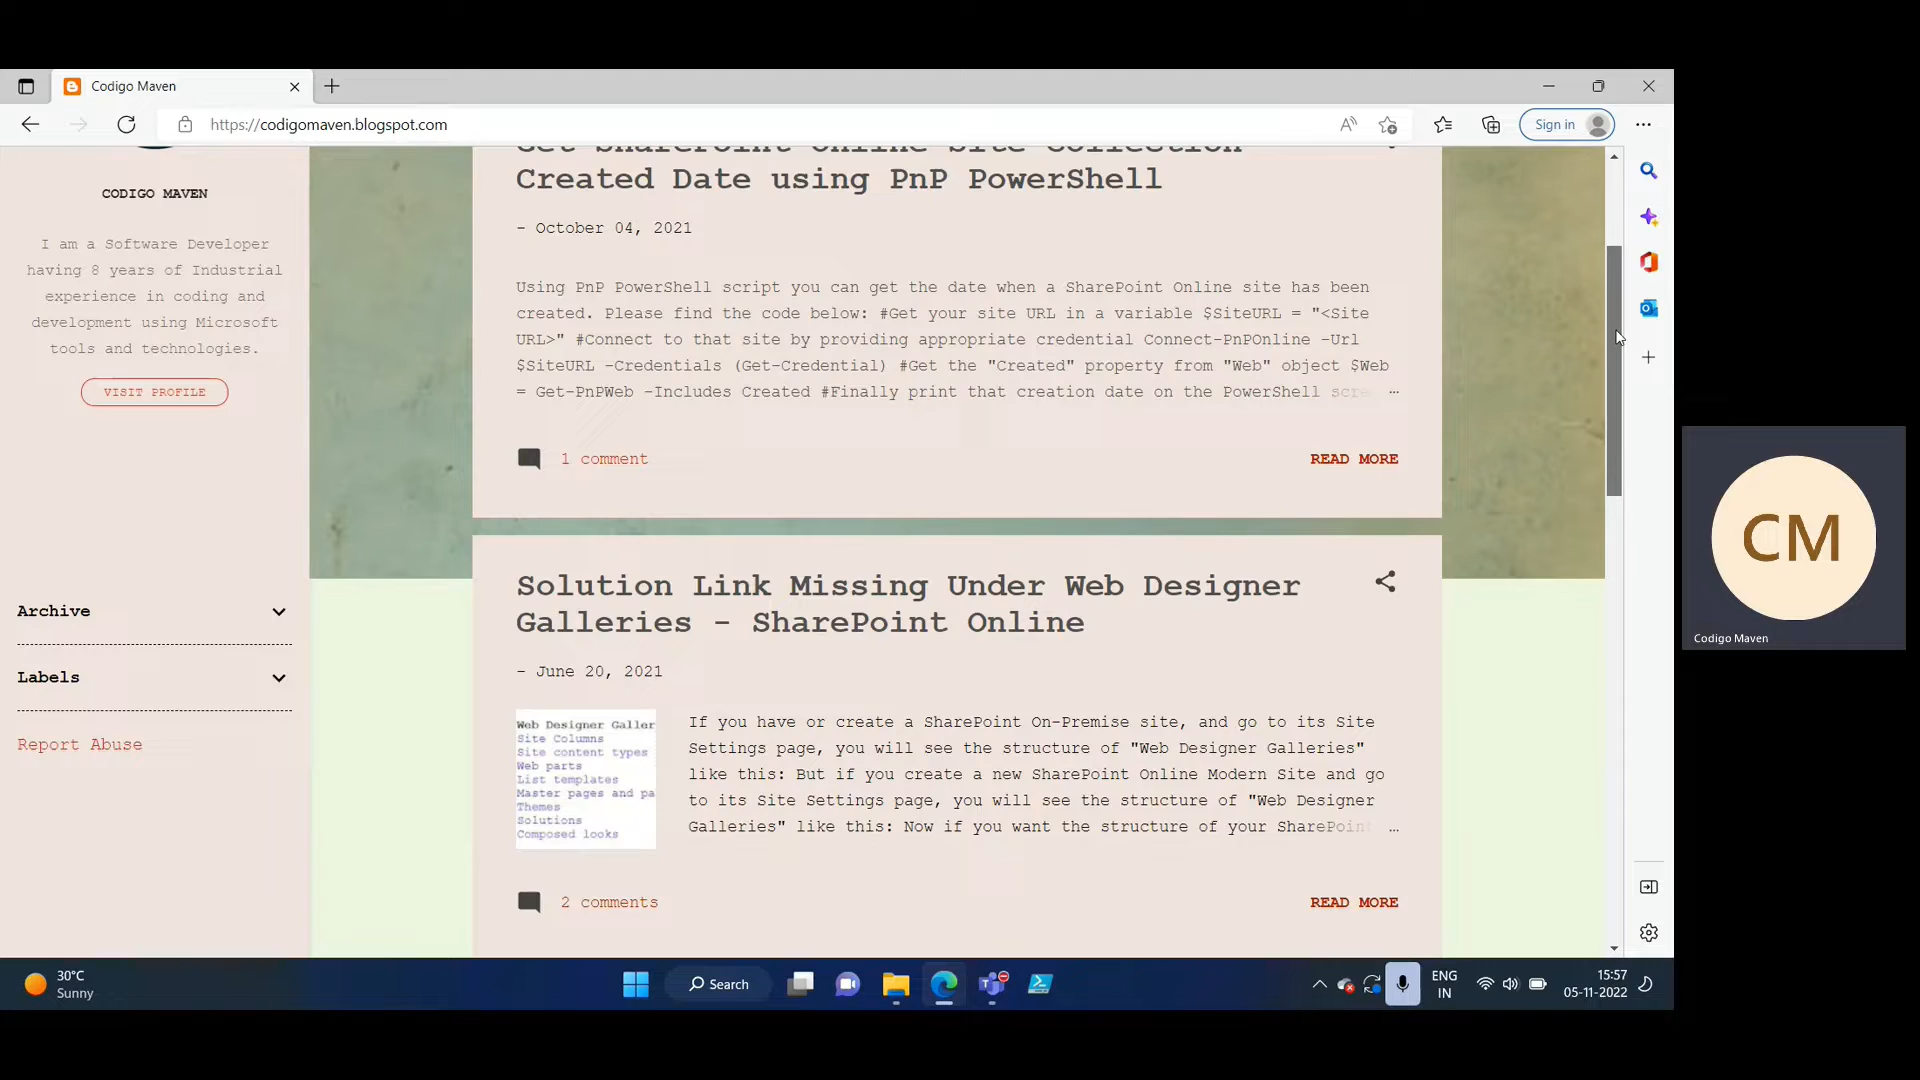 Codigo Maven
https://codigomaven.blogspot.com
Sign in
CODIGO MAVEN
I am a Software Developer
having 8 years of Industrial
experience in coding and
development using Microsoft
tools and technologies.
VISIT PROFILE
Archive
Labels
Report Abuse
Get SharePoint Online Site Collection
Created Date using PnP PowerShell
- October 04, 2021
Using PnP PowerShell script you can get the date when a SharePoint Online site has been
created. Please find the code below: #Get your site URL in a variable $SiteURL = "<Site
URL>" #Connect to that site by providing appropriate credential Connect-PnPOnline -Url
$SiteURL -Credentials (Get-Credential) #Get the "Created" property from "Web" object $Web
= Get-PnPWeb -Includes Created #Finally print that creation date on the PowerShell scre ...
1 comment
READ MORE
Solution Link Missing Under Web Designer
Galleries - SharePoint Online
- June 20, 2021
Web Designer Galler
Site Columns
Site content types
Web parts
List templates
Master pages and pa
Themes
Solutions
Composed looks
If you have or create a SharePoint On-Premise site, and go to its Site
Settings page, you will see the structure of "Web Designer Galleries"
like this: But if you create a new SharePoint Online Modern Site and go
to its Site Settings page, you will see the structure of "Web Designer
Galleries" like this: Now if you want the structure of your SharePoin ...
2 comments
READ MORE
CM
Codigo Maven
30°C
Sunny
Search
ENG
IN
15:57
05-11-2022